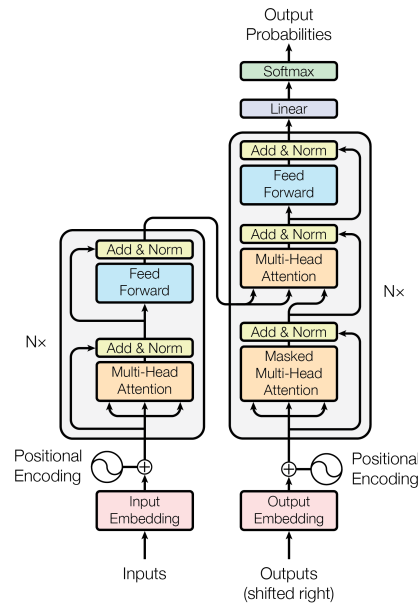 Output
Probabilities
Softmax
Linear
Add & Norm
Feed
Forward
Add & Norm
Multi-Head
Attention
Add & Norm
Masked
Multi-Head
Attention
N×
Add & Norm
Feed
Forward
Add & Norm
Multi-Head
Attention
N×
Positional
Encoding
Positional
Encoding
Input
Embedding
Output
Embedding
Inputs
Outputs
(shifted right)